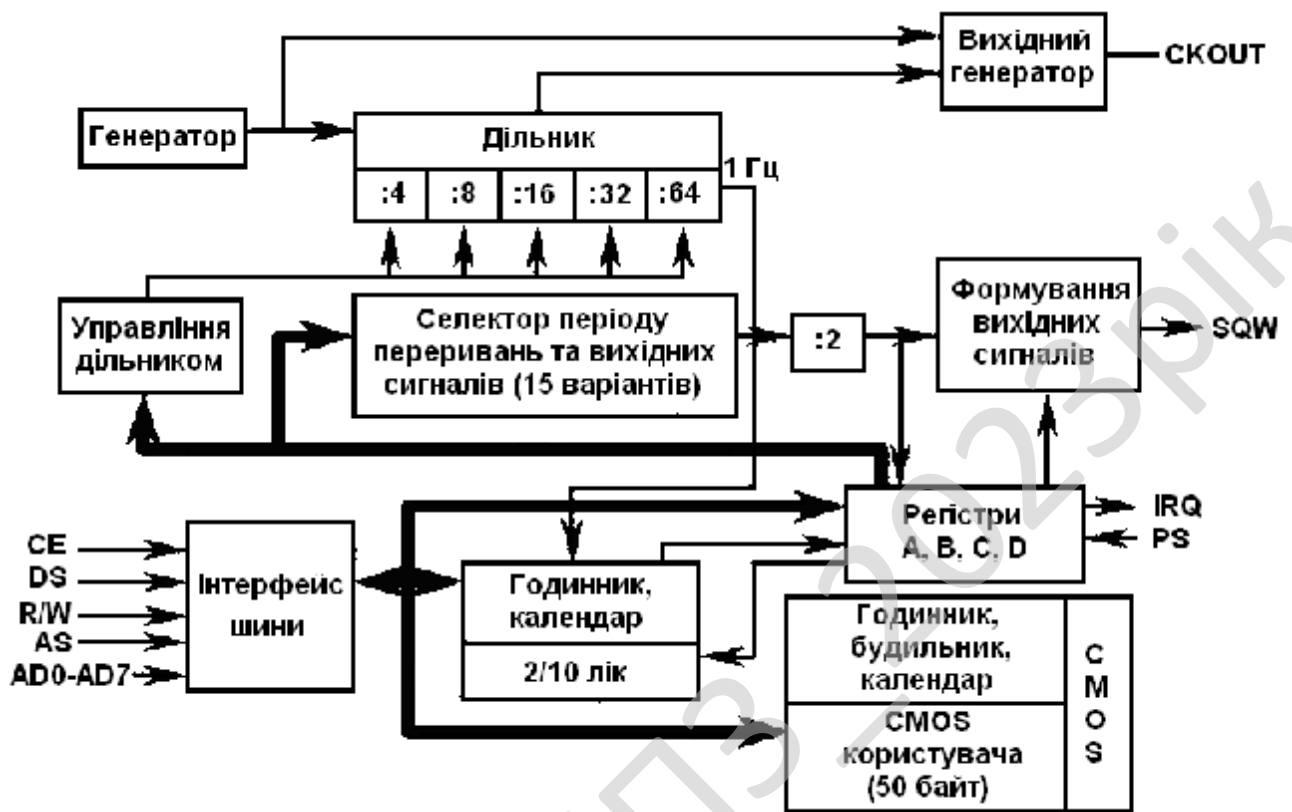 Вихідний
генератор
CKOUT
Генератор
Дільник
1 Гц
:4 :8 :16 :32 :64
Управління
дільником
Селектор періоду
переривань та вихідних
сигналів (15 варіантів)
:2
Формування
вихідних
сигналів
SQW
CE
DS
R/W
AS
AD0-AD7
Інтерфейс
шини
Годинник,
календар
2/10 лік
Регістри
A, B, C, D
IRQ
PS
Годинник,
будильник,
календар
CMOS
користувача
(50 байт)
C
M
O
S
ПЗ_2023рік